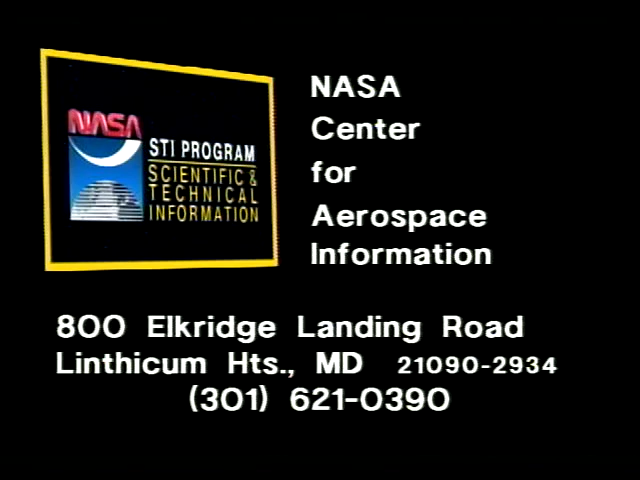 NASA
STI PROGRAM
SCIENTIFIC &
TECHNICAL
INFORMATION
NASA
Center
for
Aerospace
Information
800 Elkridge Landing Road
Linthicum Hts., MD 21090-2934
(301) 621-0390